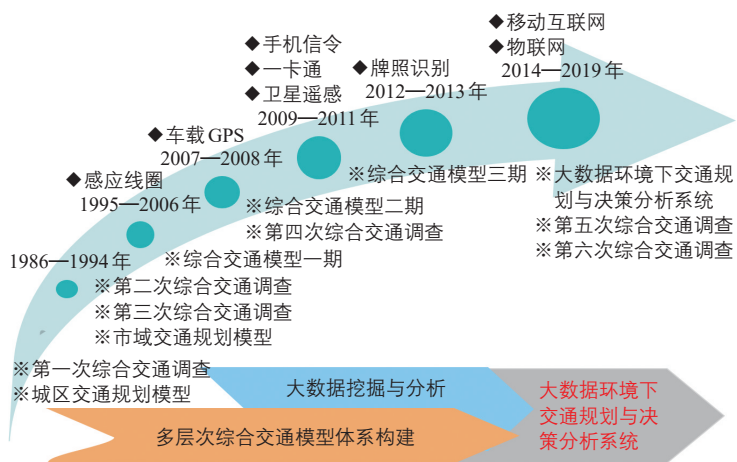 ◆移动互联网
◆物联网
2014—2019年
◆手机信令
◆一卡通
◆卫星遥感
2009—2011年
◆牌照识别
2012—2013年
◆车载GPS
2007—2008年
◆感应线圈
1995—2006年
1986—1994年
※综合交通模型三期
※大数据环境下交通规
划与决策分析系统
※第五次综合交通调查
※第六次综合交通调查
※综合交通模型二期
※第四次综合交通调查
※综合交通模型一期
※第二次综合交通调查
※第三次综合交通调查
※市域交通规划模型
※第一次综合交通调查
※城区交通规划模型
大数据挖掘与分析
多层次综合交通模型体系构建
大数据环境下
交通规划与决
策分析系统